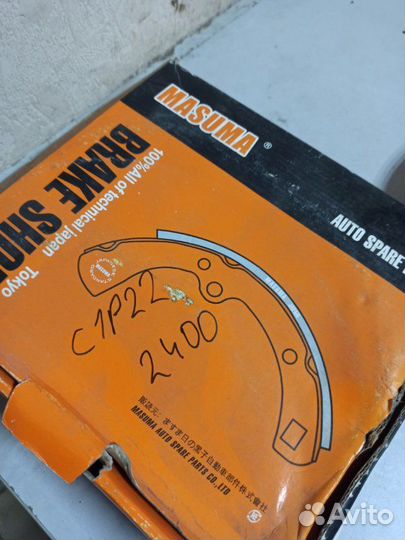 MASUMA ®
AUTO SPARE
BRAKE SHO
100% All of technical japan Tokyo
C1P22
2400
MASUMA AUTO SPARE PARTS CO.,LTD
Avito